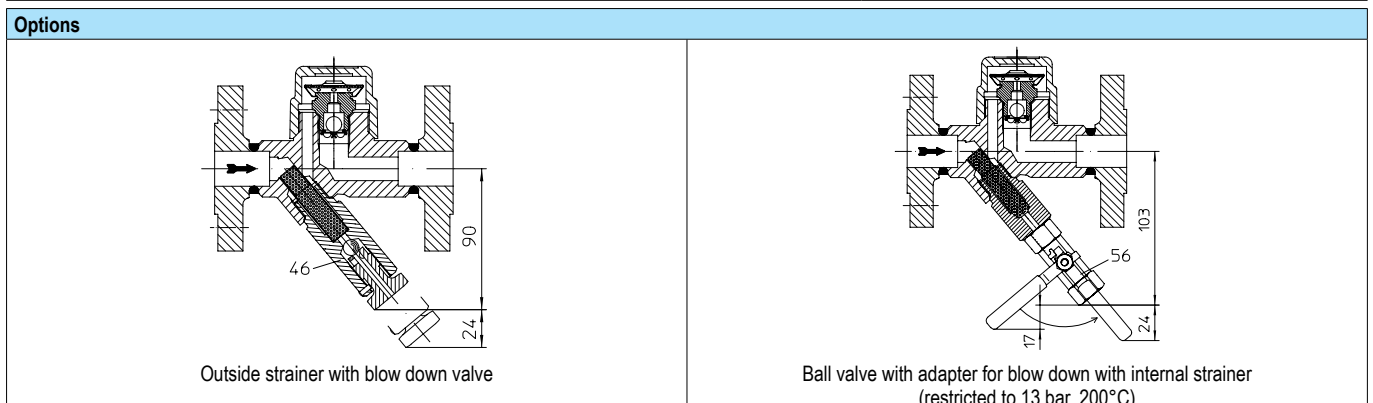 Options
46
90
24
Outside strainer with blow down valve
103
56
24
17
Ball valve with adapter for blow down with internal strainer
(restricted to 13 bar, 200°C)